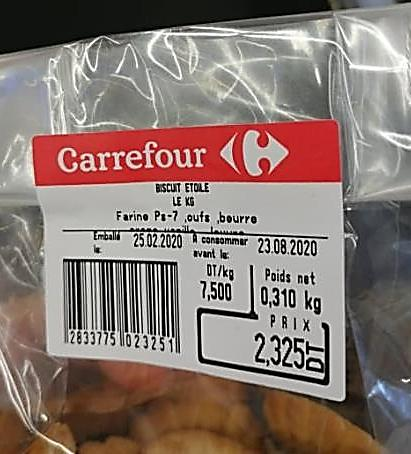 Carrefour
BISCUIT ETOILE
LE KG
Farine Ps-7 ,oufs ,beurre
Emballé le: 25.02.2020 A consommer avant le: 23.08.2020
DT/kg Poids net
7,500 0,310 kg
PRIX
2,325 DT
2833775 023251